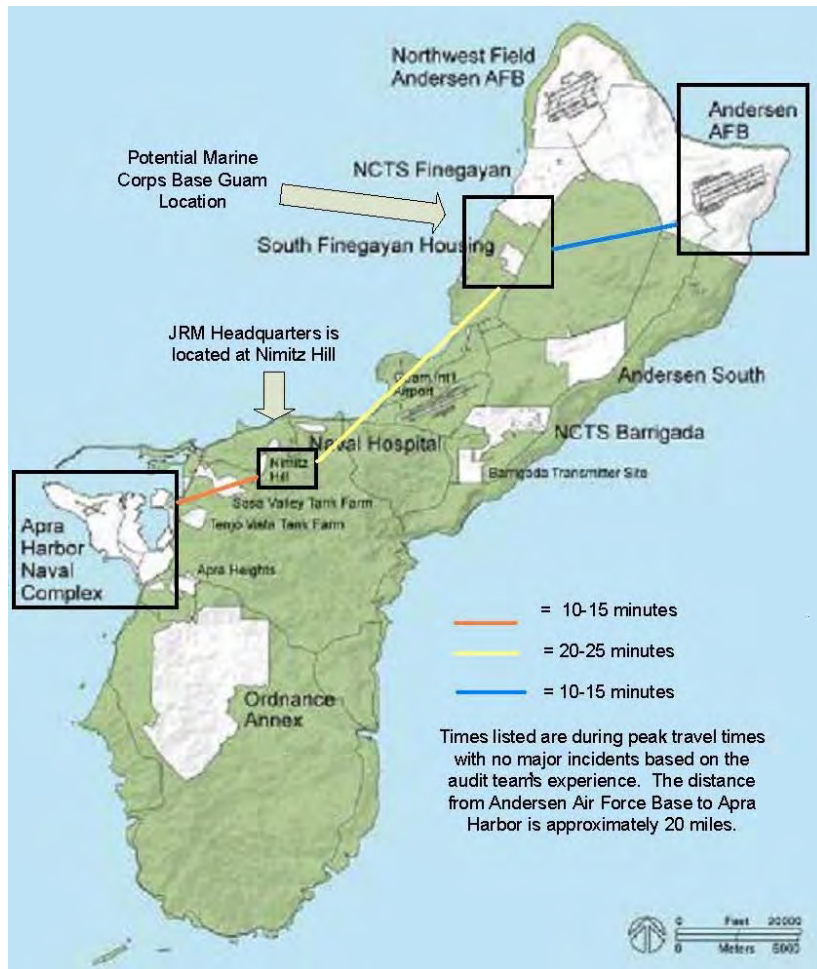 Northwest Field
Andersen AFB
Andersen
AFB
Potential Marine
Corps Base Guam
Location
NCTS Finegayan
South Finegayan Housing
JRM Headquarters is
located at Nimitz Hill
Guam Int'l
Airport
Andersen South
Naval Hospital
NCTS Barrigada
Nimitz
Hill
Barrigada Transmitter Site
Sasa Valley Tank Farm
Tenjo Vista Tank Farm
Apra
Harbor
Naval
Complex
Apra Heights
= 10-15 minutes
= 20-25 minutes
= 10-15 minutes
Ordnance
Annex
Times listed are during peak travel times
with no major incidents based on the
audit team's experience. The distance
from Andersen Air Force Base to Apra
Harbor is approximately 20 miles.
0 Feet 20000
0 Meters 5000